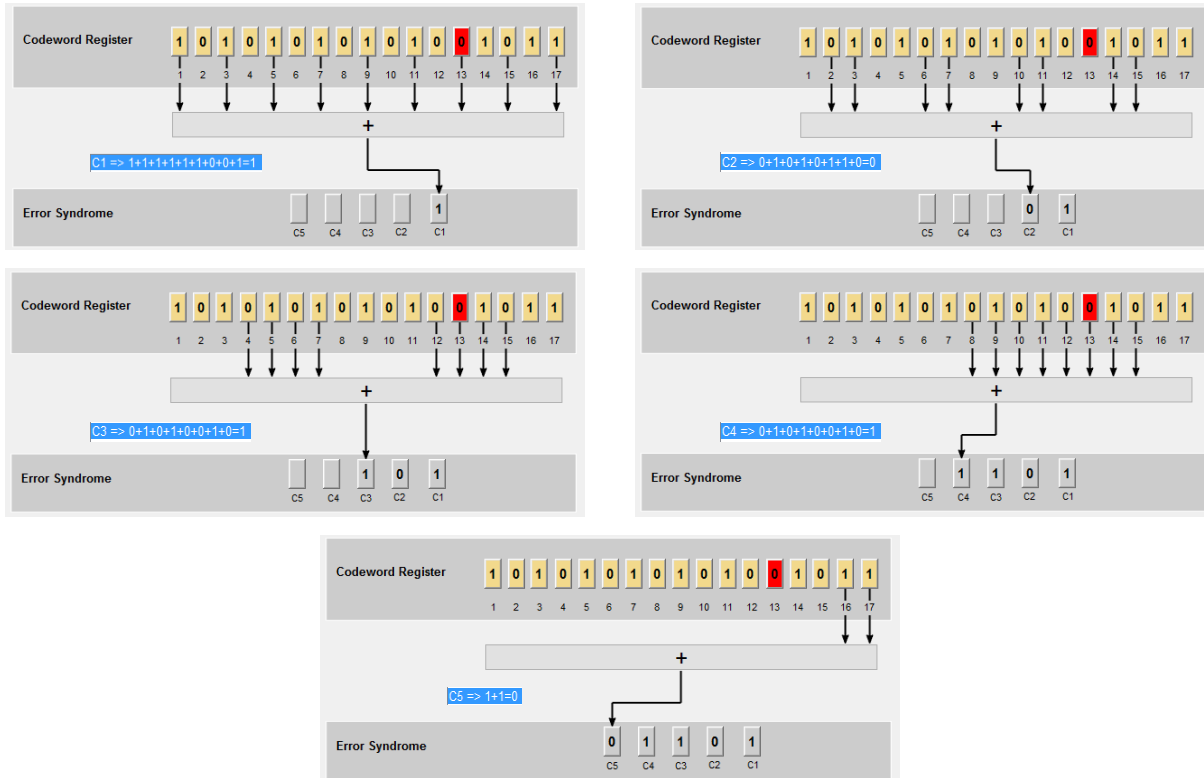 Codeword Register 1 0 1 0 1 0 1 0 1 0 1 0 0 1 0 1 1
1 2 3 4 5 6 7 8 9 10 11 12 13 14 15 16 17
+
C1 => 1+1+1+1+1+1+0+0+1=1
Error Syndrome 1
C5 C4 C3 C2 C1
Codeword Register 1 0 1 0 1 0 1 0 1 0 1 0 0 1 0 1 1
1 2 3 4 5 6 7 8 9 10 11 12 13 14 15 16 17
+
C2 => 0+1+0+1+0+1+1+0=0
Error Syndrome 0 1
C5 C4 C3 C2 C1
Codeword Register 1 0 1 0 1 0 1 0 1 0 1 0 0 1 0 1 1
1 2 3 4 5 6 7 8 9 10 11 12 13 14 15 16 17
+
C3 => 0+1+0+1+0+0+1+0=1
Error Syndrome 1 0 1
C5 C4 C3 C2 C1
Codeword Register 1 0 1 0 1 0 1 0 1 0 1 0 0 1 0 1 1
1 2 3 4 5 6 7 8 9 10 11 12 13 14 15 16 17
+
C4 => 0+1+0+1+0+0+1+0=1
Error Syndrome 1 1 0 1
C5 C4 C3 C2 C1
Codeword Register 1 0 1 0 1 0 1 0 1 0 1 0 0 1 0 1 1
1 2 3 4 5 6 7 8 9 10 11 12 13 14 15 16 17
+
C5 => 1+1=0
Error Syndrome 0 1 1 0 1
C5 C4 C3 C2 C1